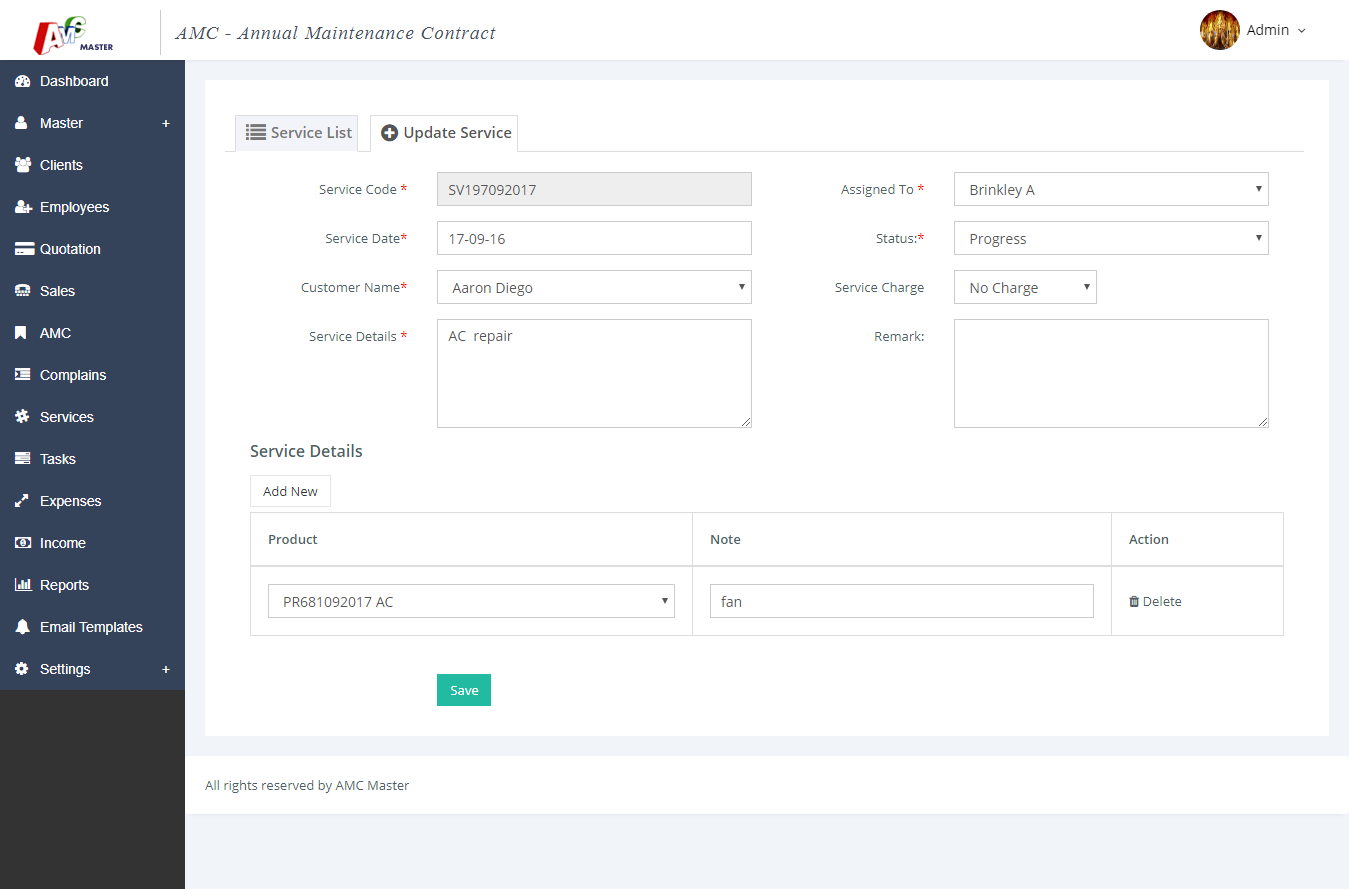 AMC MASTER
AMC - Annual Maintenance Contract
Admin
Dashboard
Master +
Clients
Employees
Quotation
Sales
AMC
Complains
Services
Tasks
Expenses
Income
Reports
Email Templates
Settings +
Service List
Update Service
Service Code * SV197092017
Assigned To * Brinkley A
Service Date* 17-09-16
Status:* Progress
Customer Name* Aaron Diego
Service Charge No Charge
Service Details * AC  repair
Remark:
Service Details
Add New
Product Note Action
PR681092017 AC fan Delete
Save
All rights reserved by AMC Master